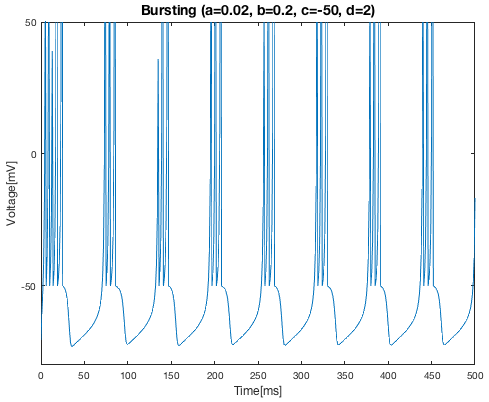 Bursting (a=0.02, b=0.2, c=-50, d=2)
50
0
-50
Voltage[mV]
0 50 100 150 200 250 300 350 400 450 500
Time[ms]